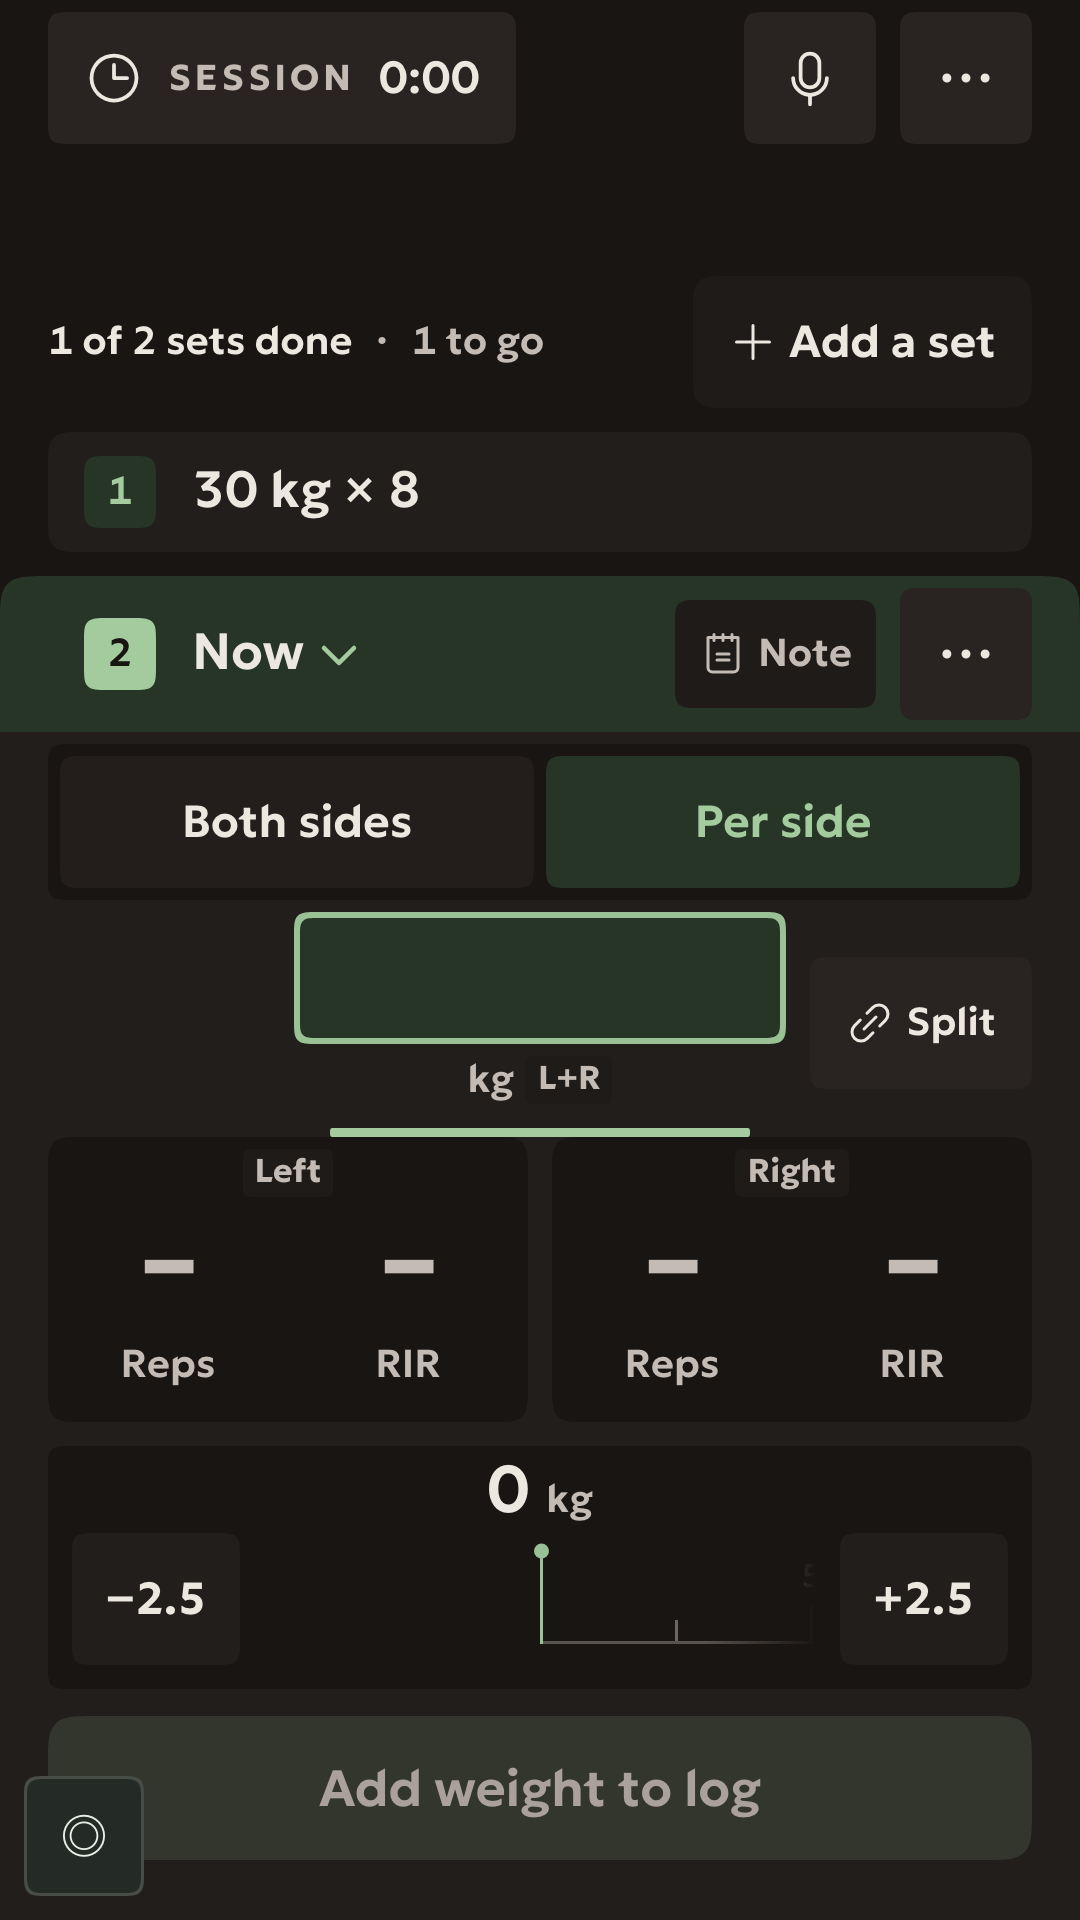 SESSION 0:00
1 of 2 sets done · 1 to go
+ Add a set
1 30 kg × 8
2 Now
Note
Both sides
Per side
Split
kg L+R
Left
Right
– – – –
Reps RIR Reps RIR
0 kg
−2.5
+2.5
Add weight to log